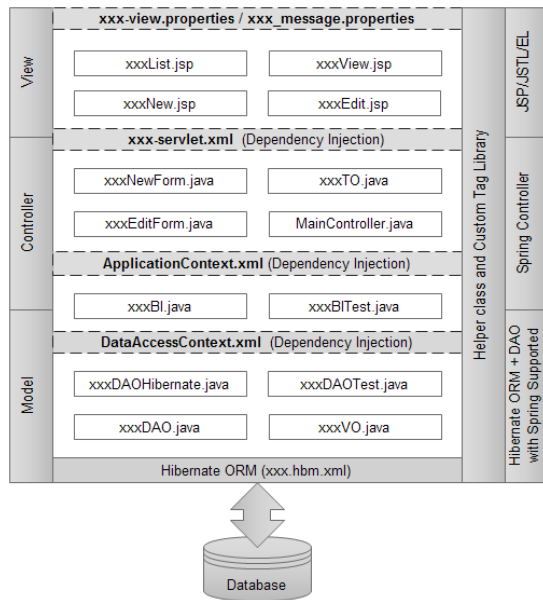 xxx-view.properties / xxx_message.properties
View
xxxList.jsp
xxxView.jsp
xxxNew.jsp
xxxEdit.jsp
JSP/JSTL/EL
xxx-servlet.xml (Dependency Injection)
Controller
xxxNewForm.java
xxxTO.java
xxxEditForm.java
MainController.java
Spring Controller
Helper class and Custom Tag Library
ApplicationContext.xml (Dependency Injection)
xxxBI.java
xxxBITest.java
DataAccessContext.xml (Dependency Injection)
Model
xxxDAOHibernate.java
xxxDAOTest.java
xxxDAO.java
xxxVO.java
Hibernate ORM + DAO
with Spring Supported
Hibernate ORM (xxx.hbm.xml)
Database